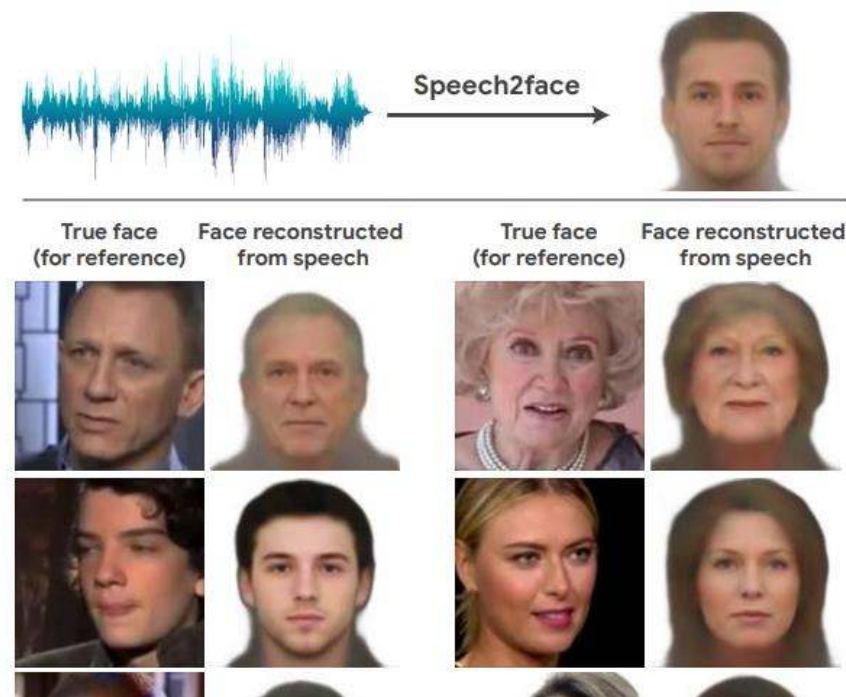 Speech2face
True face
(for reference)
Face reconstructed
from speech
True face
(for reference)
Face reconstructed
from speech